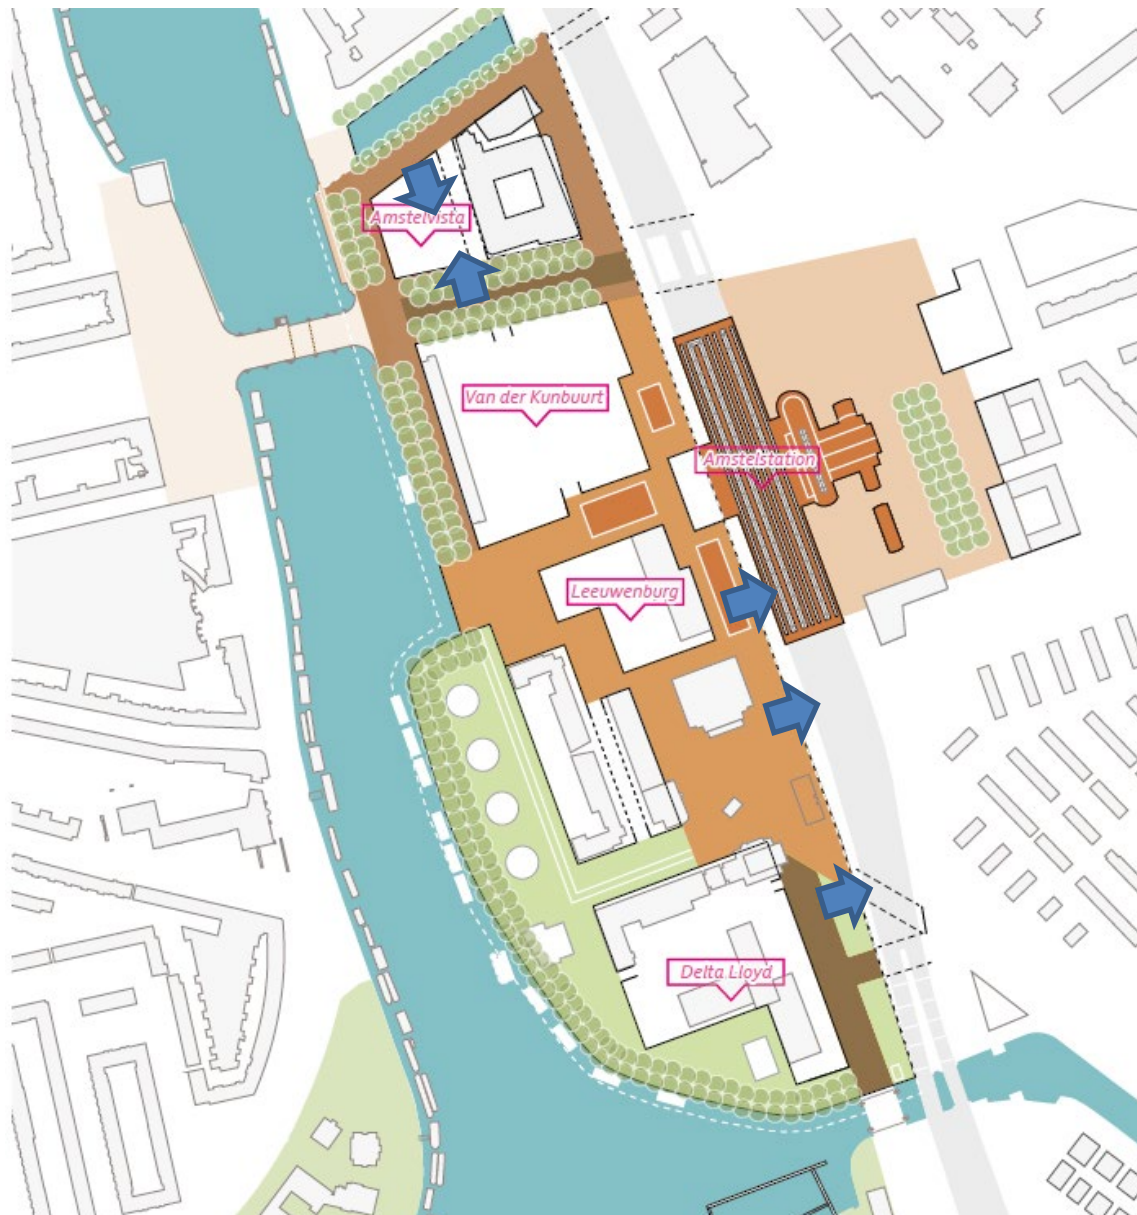 Amstelvista
Van der Kunbuurt
Amstelstation
Leeuwenburg
Delta Lloyd